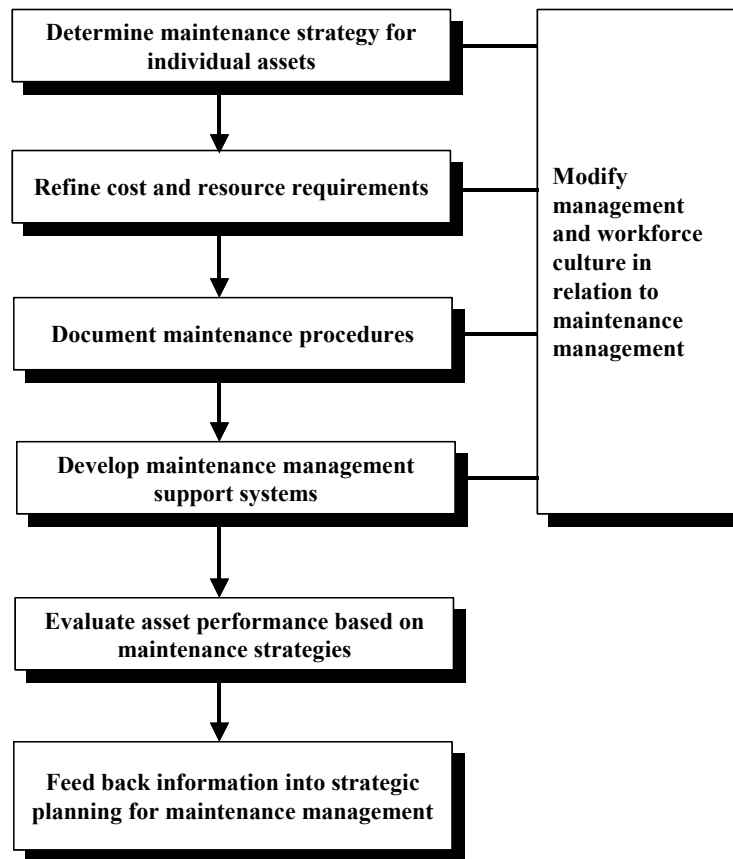 Determine maintenance strategy for
individual assets
Refine cost and resource requirements
Document maintenance procedures
Develop maintenance management
support systems
Evaluate asset performance based on
maintenance strategies
Feed back information into strategic
planning for maintenance management
Modify
management
and workforce
culture in
relation to
maintenance
management